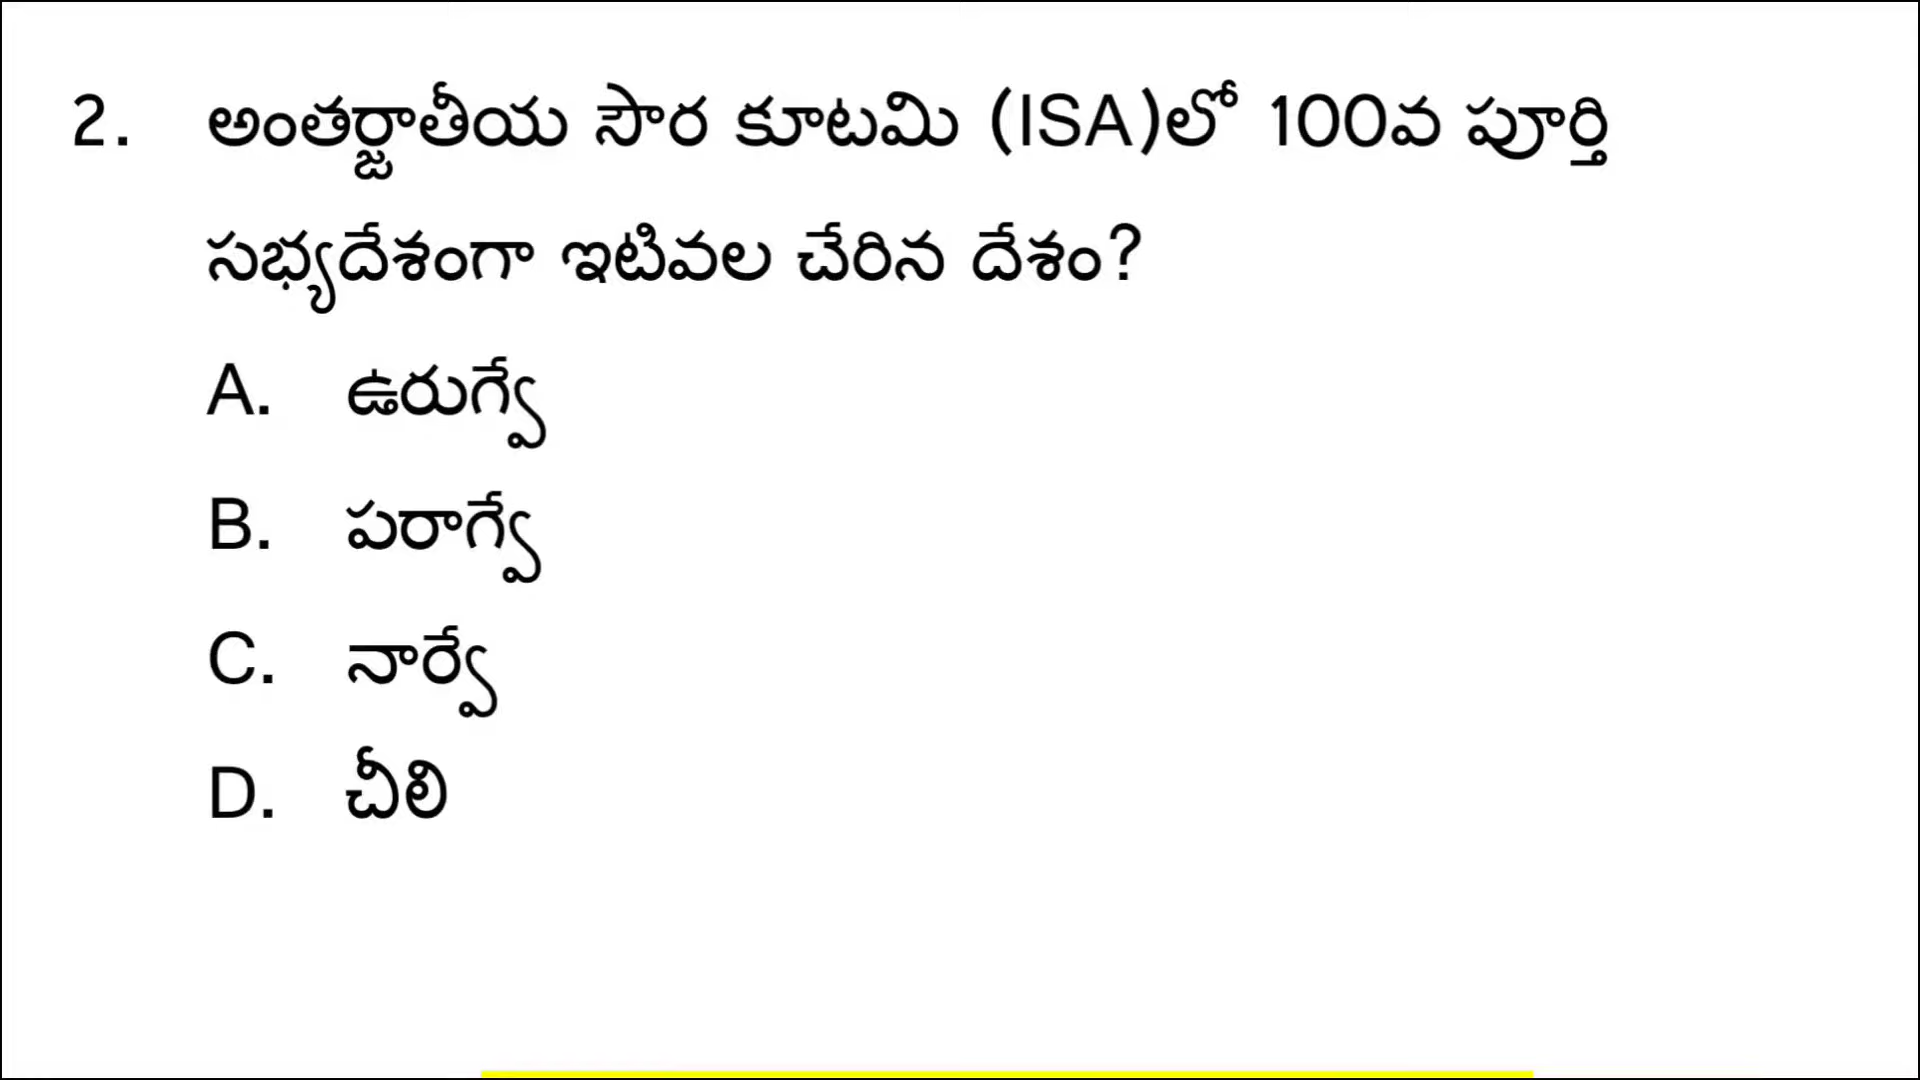 2. అంతర్జాతీయ సౌర కూటమి (ISA)లో 100వ పూర్తి
సభ్యదేశంగా ఇటివల చేరిన దేశం?
A. ఉరుగ్వే
B. పరాగ్వే
C. నార్వే
D. చీలి